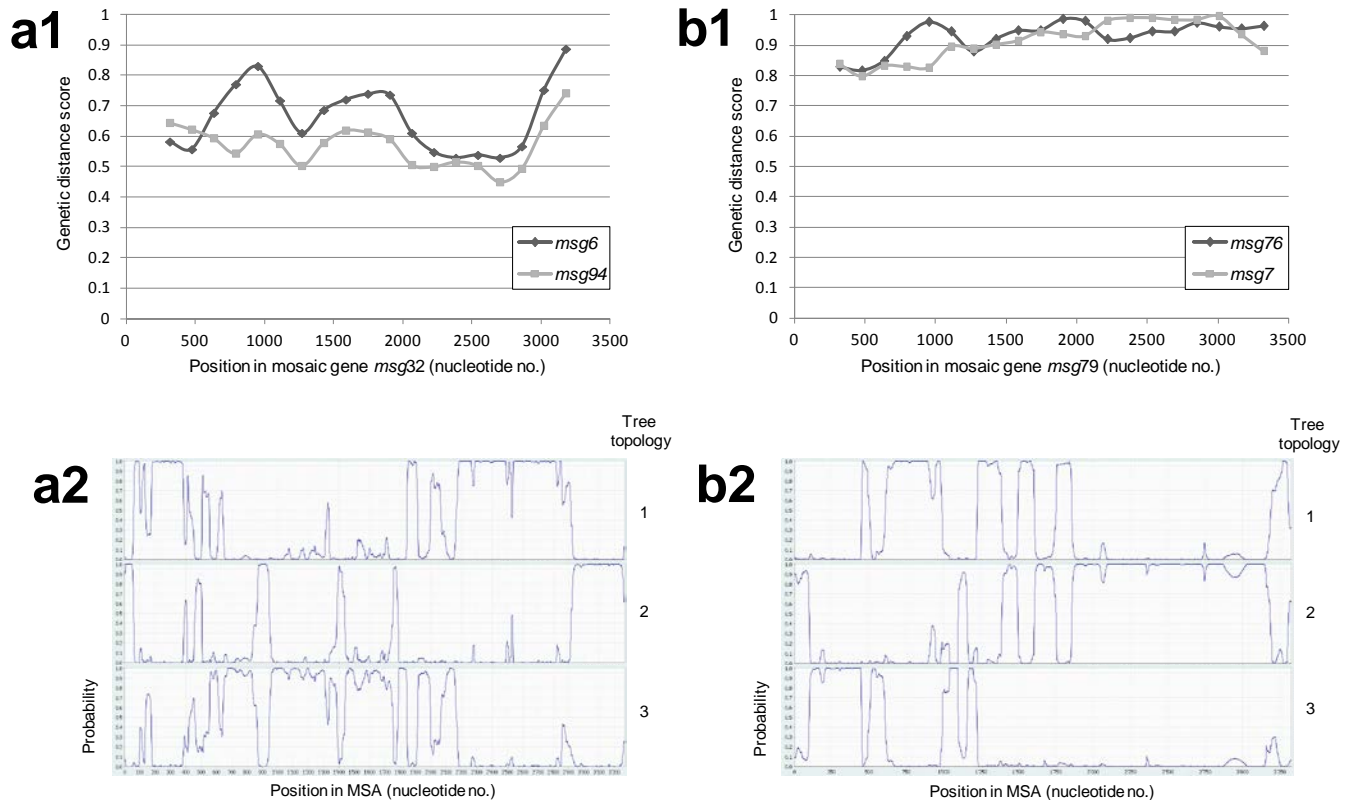 a1
1
0.9
0.8
0.7
0.6
0.5
0.4
0.3
0.2
0.1
0
Genetic distance score
msg6
msg94
0 500 1000 1500 2000 2500 3000 3500
Position in mosaic gene msg32 (nucleotide no.)
b1
1
0.9
0.8
0.7
0.6
0.5
0.4
0.3
0.2
0.1
0
Genetic distance score
msg76
msg7
0 500 1000 1500 2000 2500 3000 3500
Position in mosaic gene msg79 (nucleotide no.)
a2
Tree
topology
1
2
3
Probability
Position in MSA (nucleotide no.)
b2
Tree
topology
1
2
3
Probability
Position in MSA (nucleotide no.)